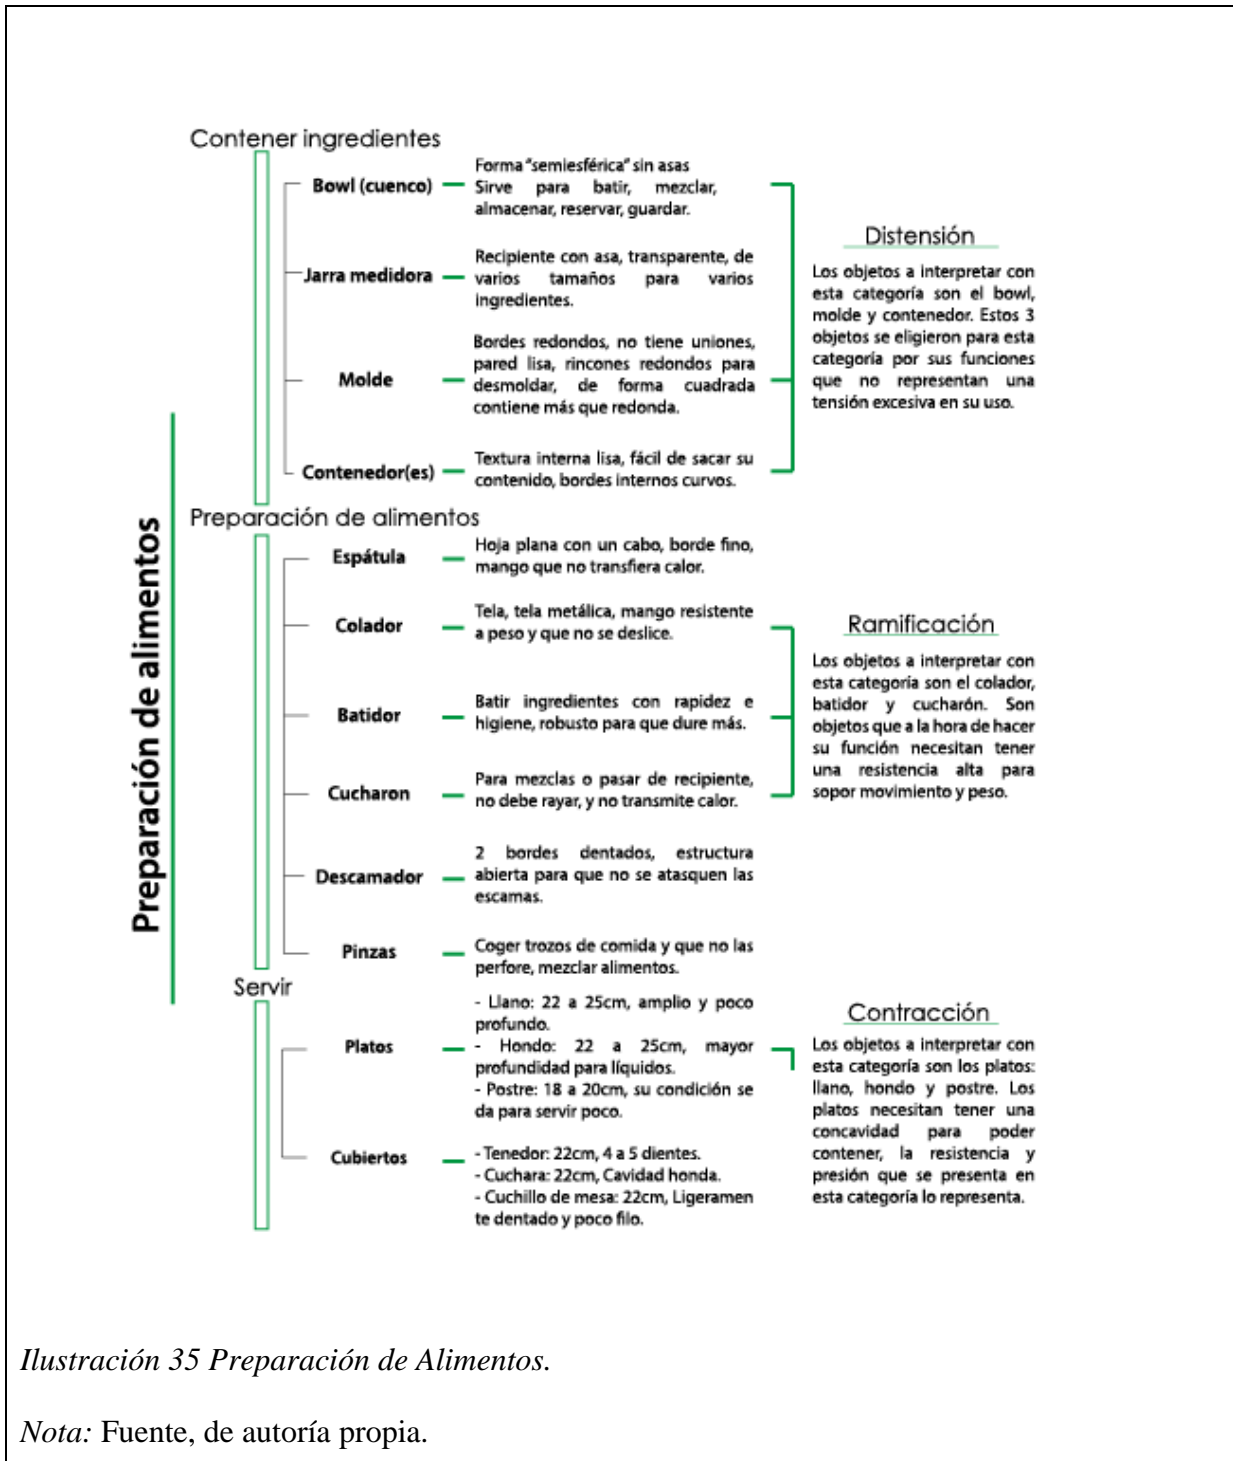 Preparación de alimentos
Contener ingredientes
Bowl (cuenco)
Forma “semiesférica” sin asas
Sirve para batir, mezclar,
almacenar, reservar, guardar.
Jarra medidora
Recipiente con asa, transparente, de
varios tamaños para varios
ingredientes.
Molde
Bordes redondos, no tiene uniones,
pared lisa, rincones redondos para
desmoldar, de forma cuadrada
contiene más que redonda.
Contenedor(es)
Textura interna lisa, fácil de sacar su
contenido, bordes internos curvos.
Distensión
Los objetos a interpretar con
esta categoría son el bowl,
molde y contenedor. Estos 3
objetos se eligieron para esta
categoría por sus funciones
que no representan una
tensión excesiva en su uso.
Preparación de alimentos
Espátula
Hoja plana con un cabo, borde fino,
mango que no transfiera calor.
Colador
Tela, tela metálica, mango resistente
a peso y que no se deslice.
Batidor
Batir ingredientes con rapidez e
higiene, robusto para que dure más.
Cucharon
Para mezclas o pasar de recipiente,
no debe rayar, y no transmite calor.
Descamador
2 bordes dentados, estructura
abierta para que no se atasquen las
escamas.
Pinzas
Coger trozos de comida y que no las
perfore, mezclar alimentos.
Ramificación
Los objetos a interpretar con
esta categoría son el colador,
batidor y cucharón. Son
objetos que a la hora de hacer
su función necesitan tener
una resistencia alta para
sopor movimiento y peso.
Servir
Platos
- Llano: 22 a 25cm, amplio y poco
profundo.
- Hondo: 22 a 25cm, mayor
profundidad para líquidos.
- Postre: 18 a 20cm, su condición se
da para servir poco.
Cubiertos
- Tenedor: 22cm, 4 a 5 dientes.
- Cuchara: 22cm, Cavidad honda.
- Cuchillo de mesa: 22cm, Ligeramen
te dentado y poco filo.
Contracción
Los objetos a interpretar con
esta categoría son los platos:
llano, hondo y postre. Los
platos necesitan tener una
concavidad para poder
contener, la resistencia y
presión que se presenta en
esta categoría lo representa.
Ilustración 35 Preparación de Alimentos.
Nota: Fuente, de autoría propia.